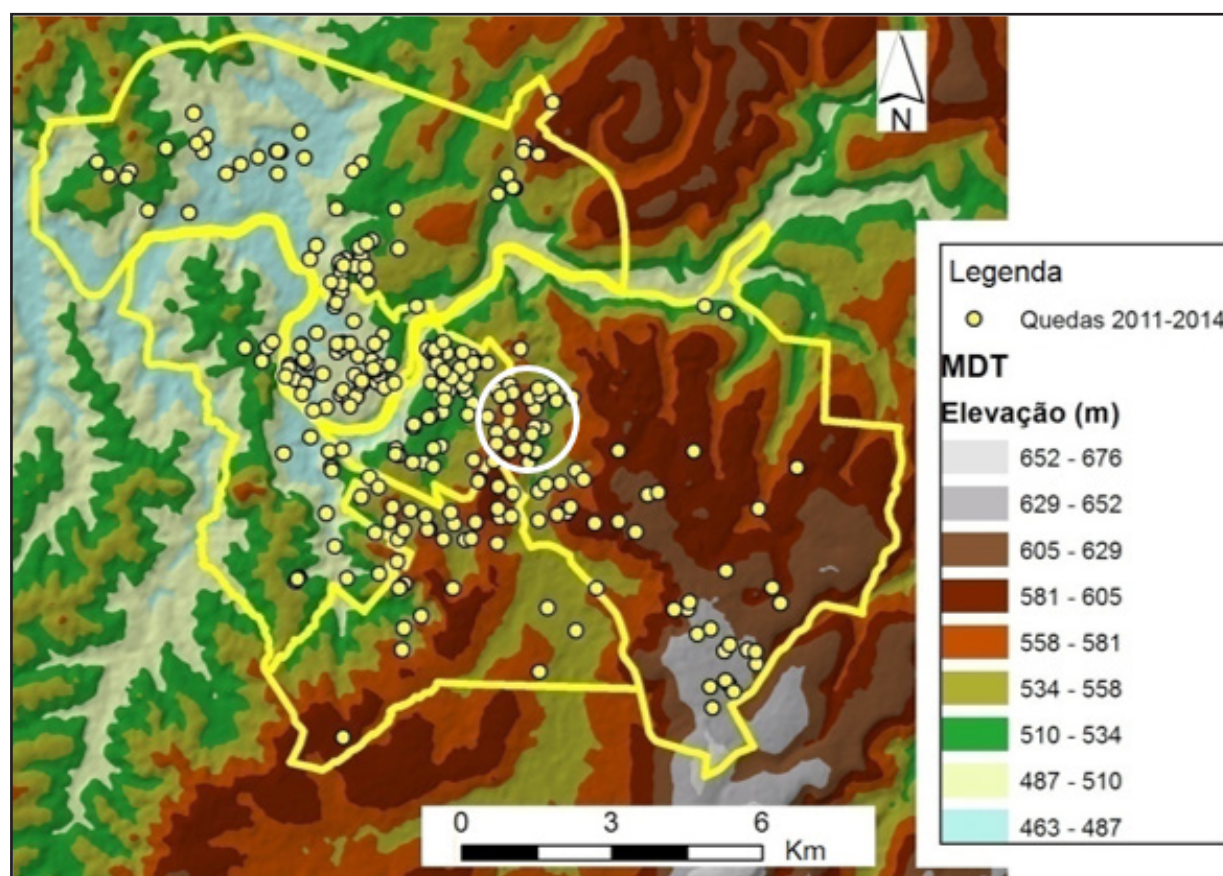 N
Legenda
Quedas 2011-2014
MDT
Elevação (m)
652 - 676
629 - 652
605 - 629
581 - 605
558 - 581
534 - 558
510 - 534
487 - 510
463 - 487
0 3 6
Km